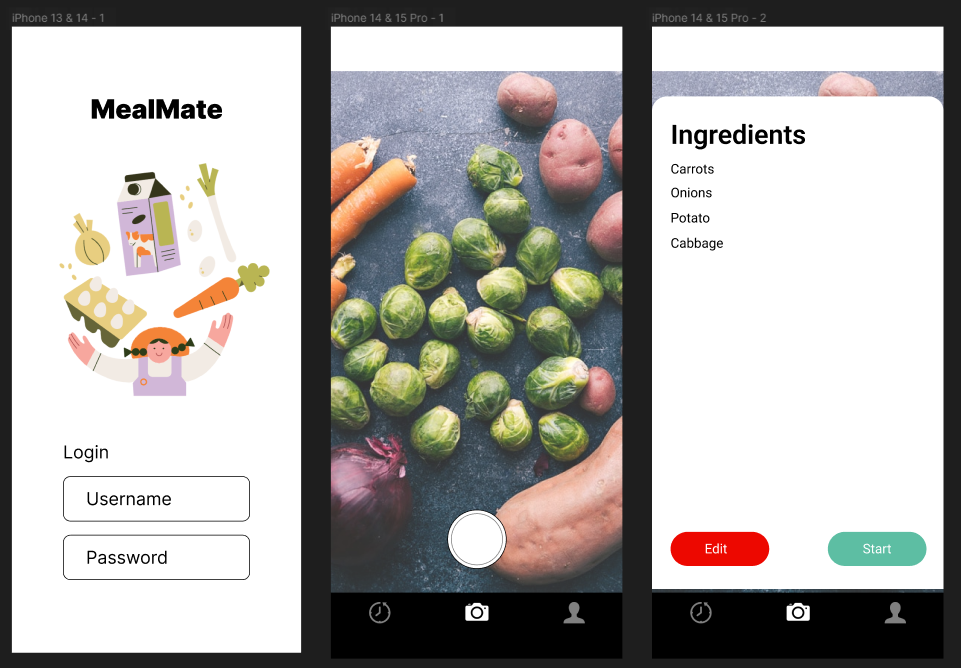 iPhone 13 & 14 - 1
MealMate
Login
Username
Password
iPhone 14 & 15 Pro - 1
iPhone 14 & 15 Pro - 2
Ingredients
Carrots
Onions
Potato
Cabbage
Edit
Start